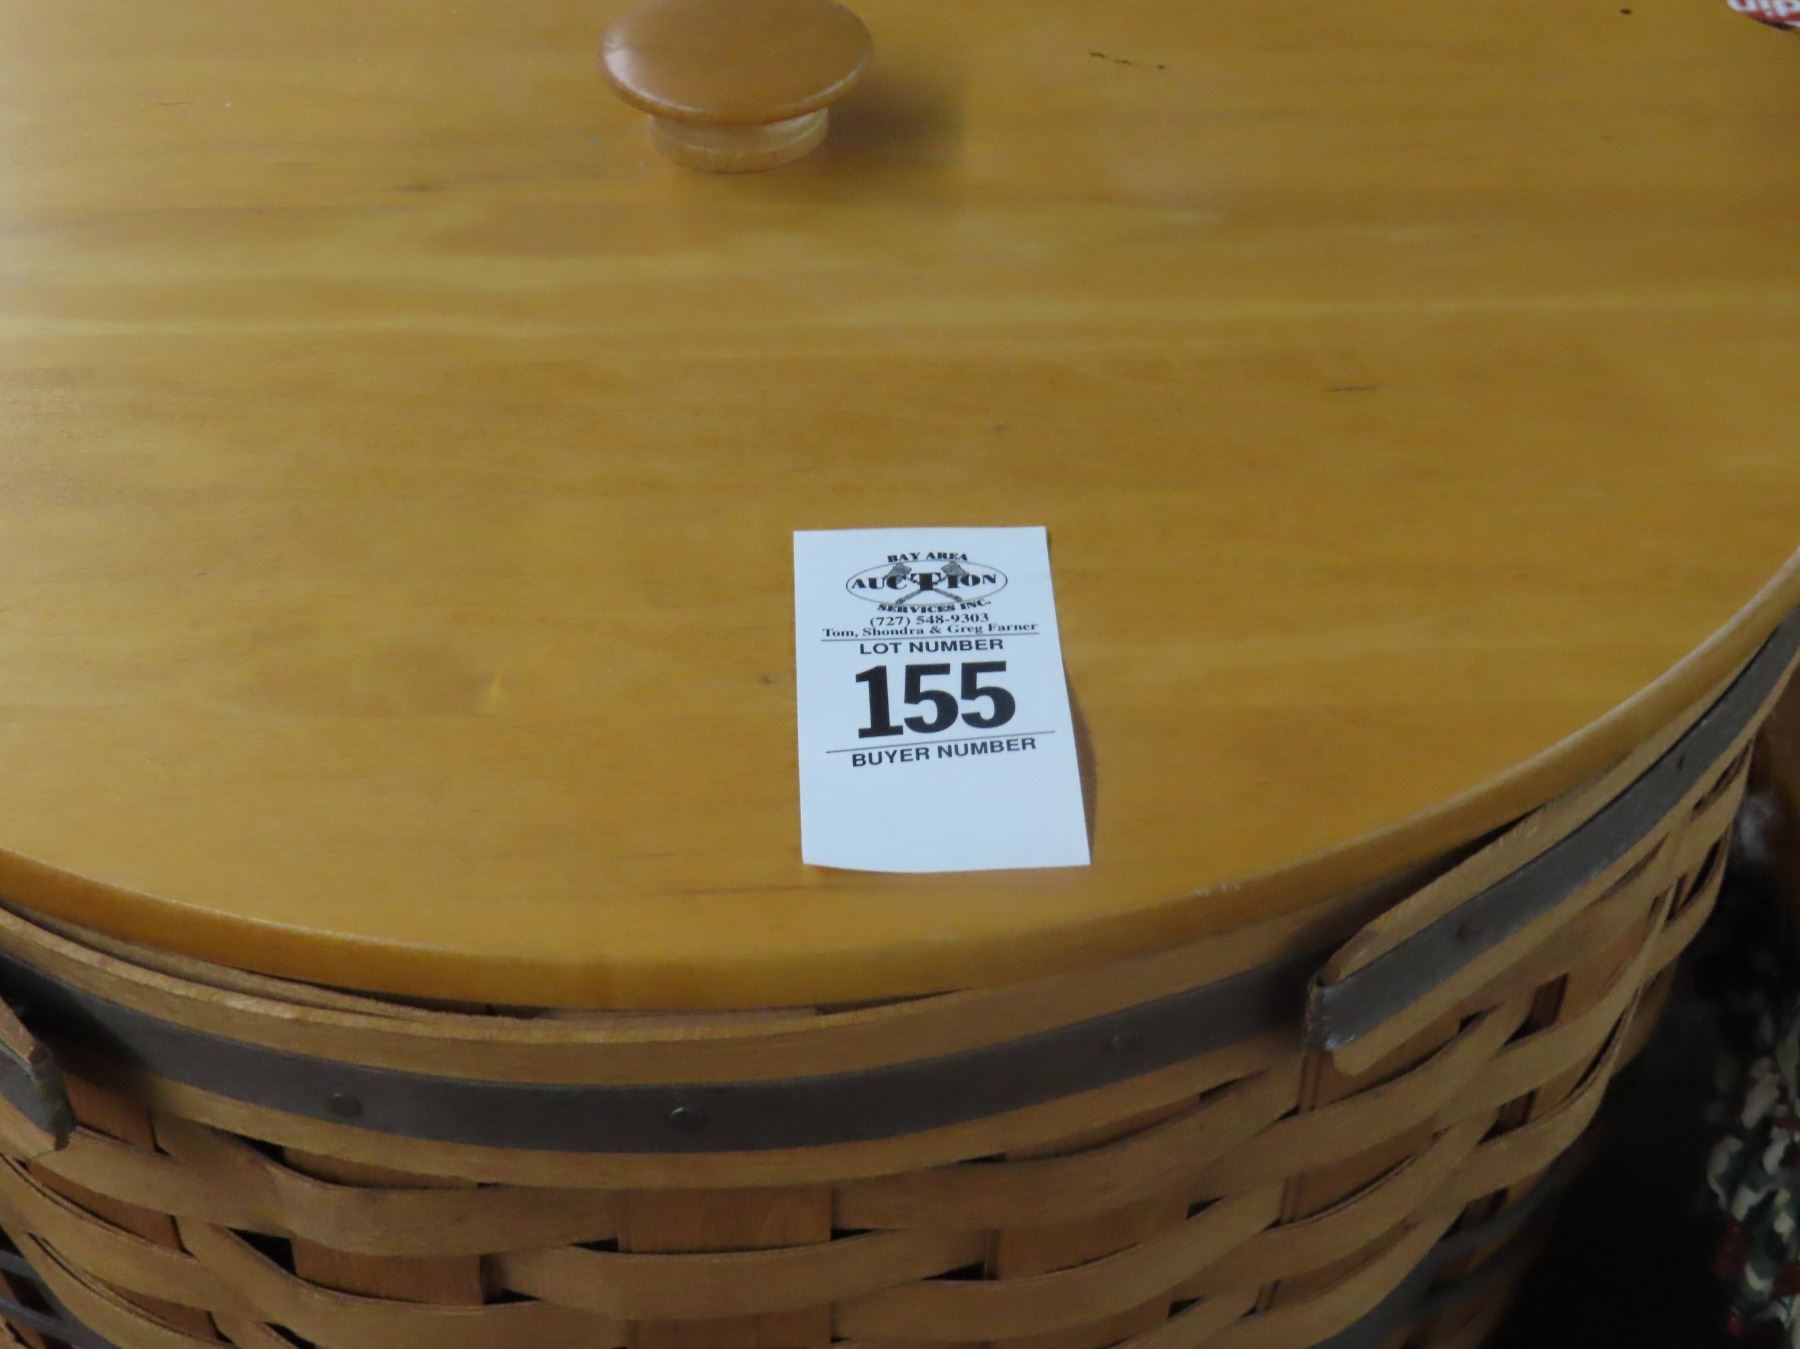 BAY AREA
AUCTION
SERVICES INC.
(727) 548-9303
Tom, Shondra & Greg Farner
LOT NUMBER
155
BUYER NUMBER